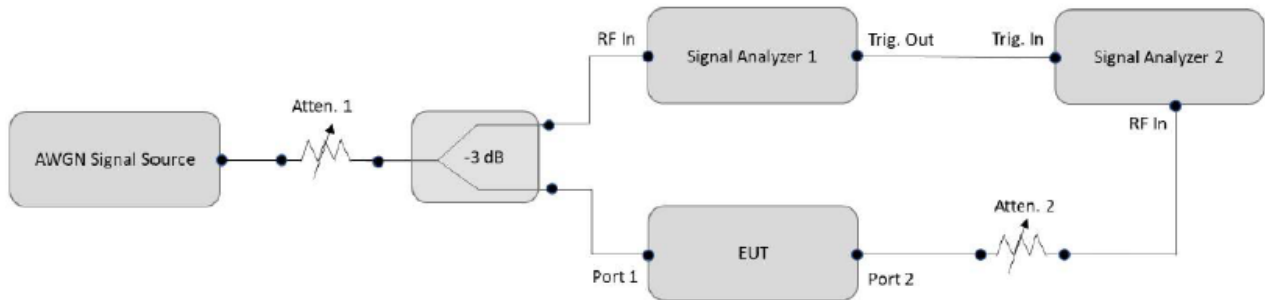 RF In
Signal Analyzer 1
Trig. Out
Trig. In
Signal Analyzer 2
Atten. 1
RF In
AWGN Signal Source
-3 dB
Atten. 2
EUT
Port 1
Port 2